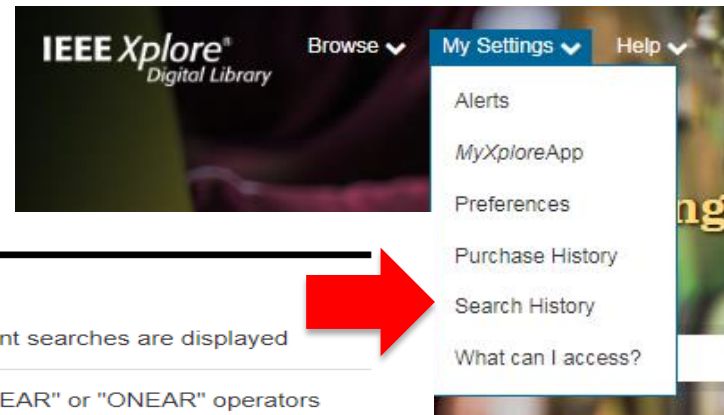 IEEE Xplore®
Digital Library
Browse
My Settings
Help
Alerts
MyXploreApp
Preferences
Purchase History
Search History
What can I access?
ng
nt searches are displayed
EAR" or "ONEAR" operators